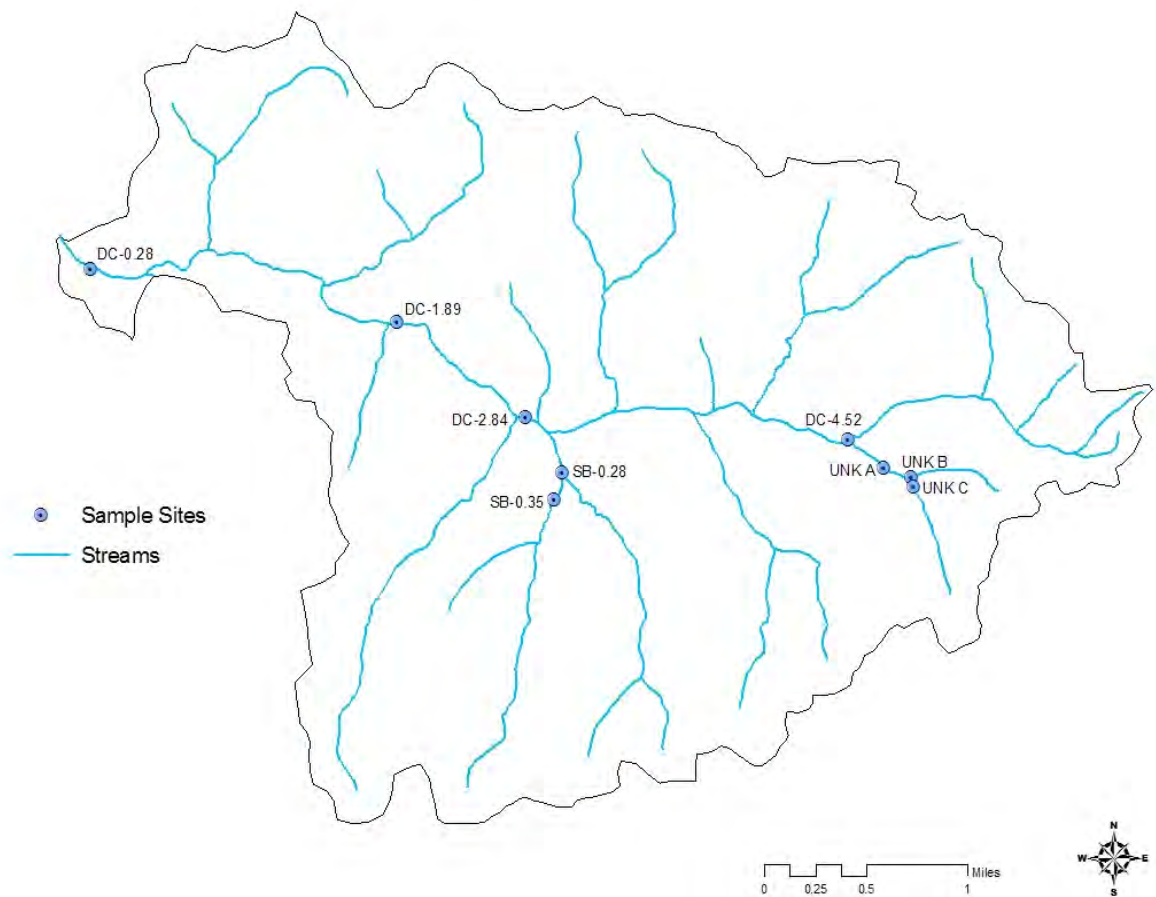 DC-0.28
DC-1.89
DC-2.84
DC-4.52
UNK A
UNK B
UNK C
SB-0.28
SB-0.35
Sample Sites
Streams
N
W E
S
Miles
0 0.25 0.5 1